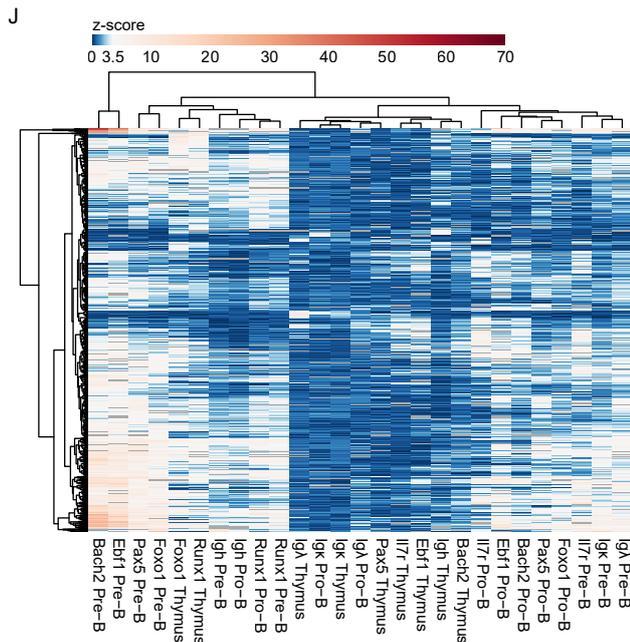 J
z-score
0 3.5 10 20 30 40 50 60 70
Bach2 Pre−B
Ebf1 Pre−B
Pax5 Pre−B
Foxo1 Pre−B
Foxo1 Thymus
Runx1 Thymus
Igh Pre−B
Igh Pro−B
Runx1 Pro−B
Runx1 Pre−B
Igλ Thymus
Igκ Pro−B
Igκ Thymus
Igλ Pro−B
Pax5 Thymus
Il7r Thymus
Ebf1 Thymus
Igh Thymus
Bach2 Thymus
Il7r Pro−B
Ebf1 Pro−B
Bach2 Pro−B
Pax5 Pro−B
Foxo1 Pro−B
Il7r Pre−B
Igκ Pre−B
Igλ Pre−B